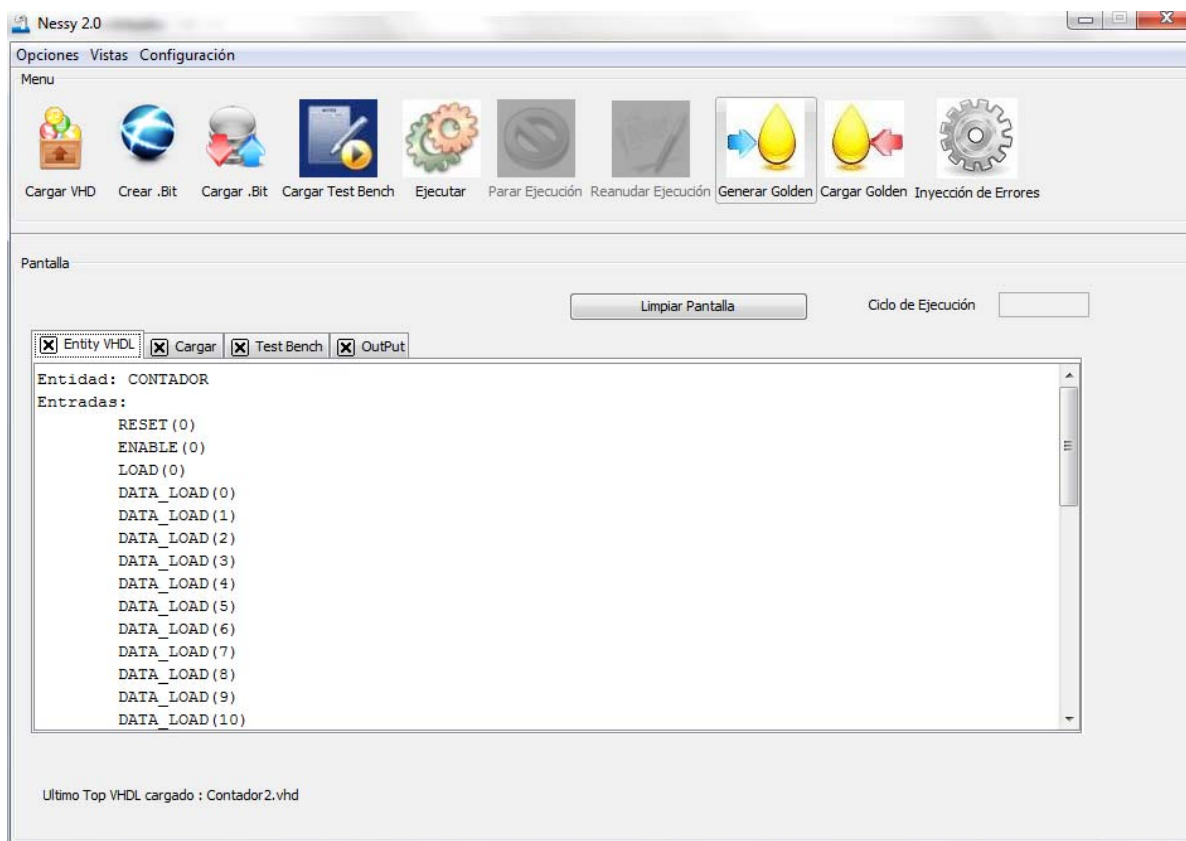 Nessy 2.0
Opciones Vistas Configuración
Menu
Cargar VHD Crear .Bit Cargar .Bit Cargar Test Bench Ejecutar Parar Ejecución Reanudar Ejecución Generar Golden Cargar Golden Inyección de Errores
Pantalla
Limpiar Pantalla Ciclo de Ejecución
Entity VHDL Cargar Test Bench OutPut
Entidad: CONTADOR
Entradas:
RESET(0)
ENABLE(0)
LOAD(0)
DATA_LOAD(0)
DATA_LOAD(1)
DATA_LOAD(2)
DATA_LOAD(3)
DATA_LOAD(4)
DATA_LOAD(5)
DATA_LOAD(6)
DATA_LOAD(7)
DATA_LOAD(8)
DATA_LOAD(9)
DATA_LOAD(10)
Ultimo Top VHDL cargado : Contador2.vhd